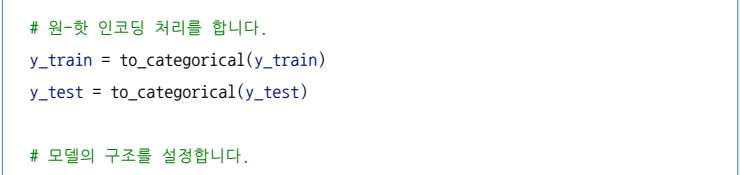 # 원-핫 인코딩 처리를 합니다.
y_train = to_categorical(y_train)
y_test = to_categorical(y_test)
# 모델의 구조를 설정합니다.